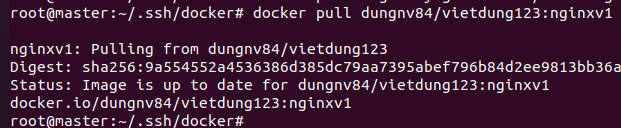 root@master:~/.ssh/docker# docker pull dungnv84/vietdung123:nginxv1
nginxv1: Pulling from dungnv84/vietdung123
Digest: sha256:9a554552a4536386d385dc79aa7395abef796b84d2ee9813bb36a
Status: Image is up to date for dungnv84/vietdung123:nginxv1
docker.io/dungnv84/vietdung123:nginxv1
root@master:~/.ssh/docker#